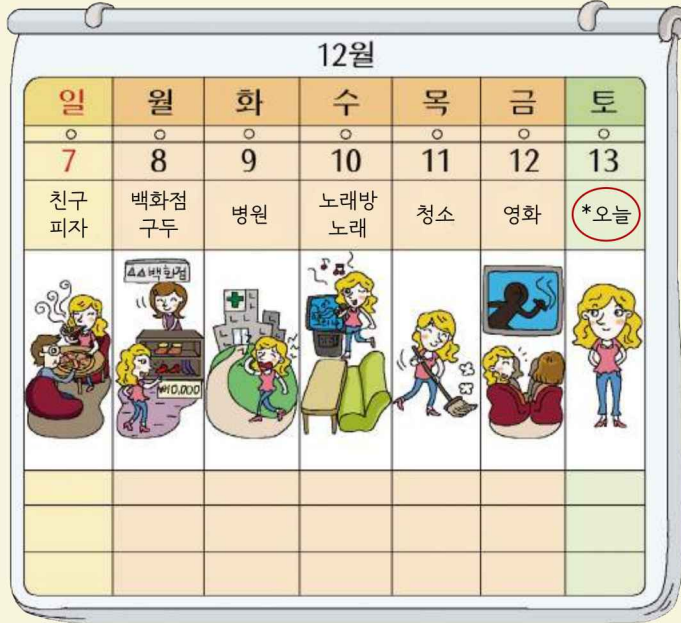 12월
일 월 화 수 목 금 토
7 8 9 10 11 12 13
친구 백화점 병원 노래방 청소 영화 *오늘
피자 구두 노래
△△백화점
₩10,000